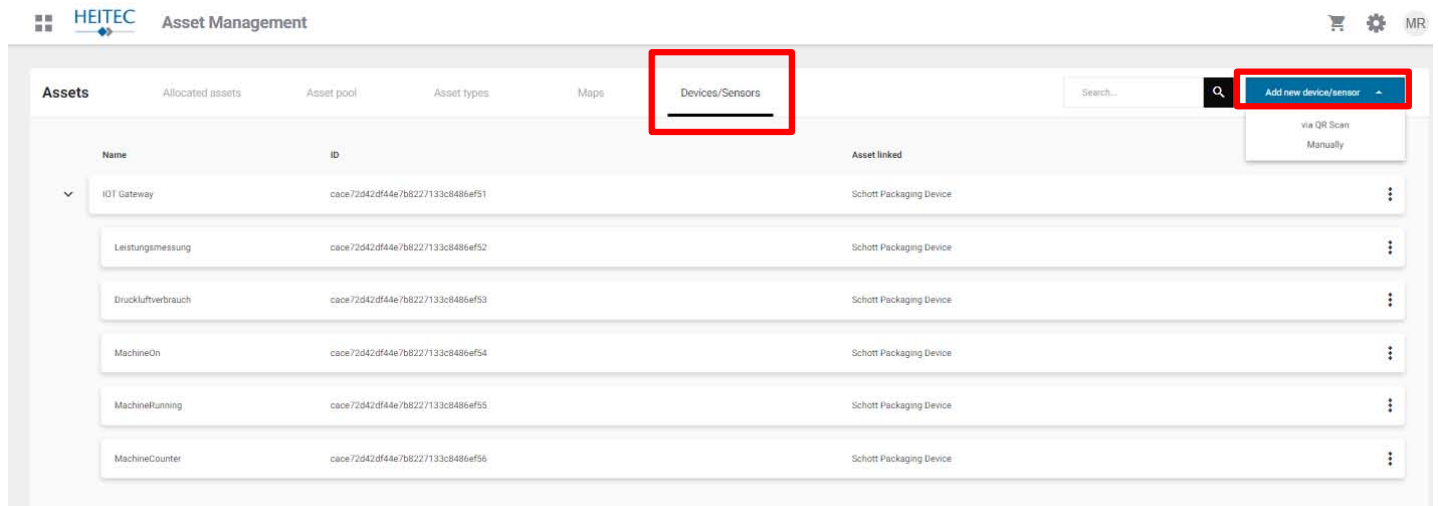 HEITEC Asset Management MR
Assets Allocated assets Asset pool Asset types Maps Devices/Sensors Search... Add new device/sensor
via QR Scan
Manually
Name ID Asset linked
IOT Gateway cace72d42df44e7b8227133c8486ef51 Schott Packaging Device
Leistungsmessung cace72d42df44e7b8227133c8486ef52 Schott Packaging Device
Druckluftverbrauch cace72d42df44e7b8227133c8486ef53 Schott Packaging Device
MachineOn cace72d42df44e7b8227133c8486ef54 Schott Packaging Device
MachineRunning cace72d42df44e7b8227133c8486ef55 Schott Packaging Device
MachineCounter cace72d42df44e7b8227133c8486ef56 Schott Packaging Device